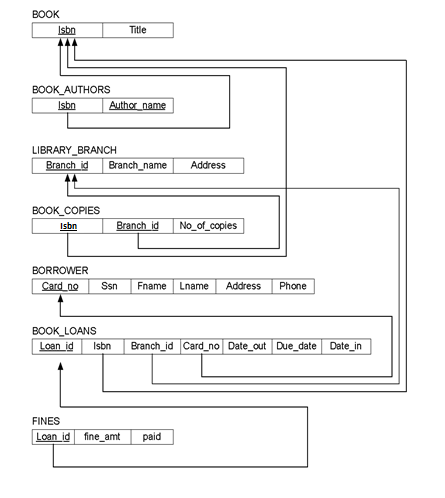 BOOK
Isbn Title
BOOK_AUTHORS
Isbn Author_name
LIBRARY_BRANCH
Branch_id Branch_name Address
BOOK_COPIES
Isbn Branch_id No_of_copies
BORROWER
Card_no Ssn Fname Lname Address Phone
BOOK_LOANS
Loan_id Isbn Branch_id Card_no Date_out Due_date Date_in
FINES
Loan_id fine_amt paid